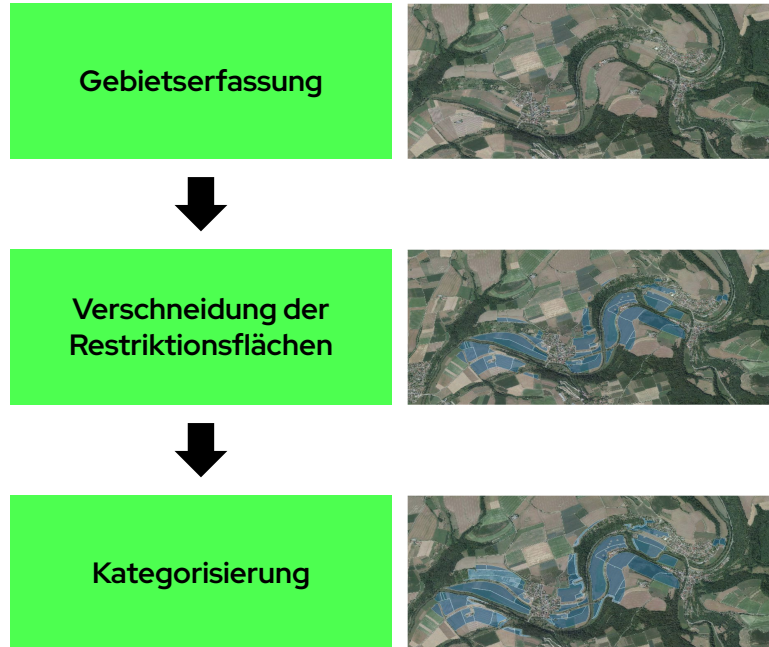 Gebietserfassung
Verschneidung der
Restriktionsflächen
Kategorisierung